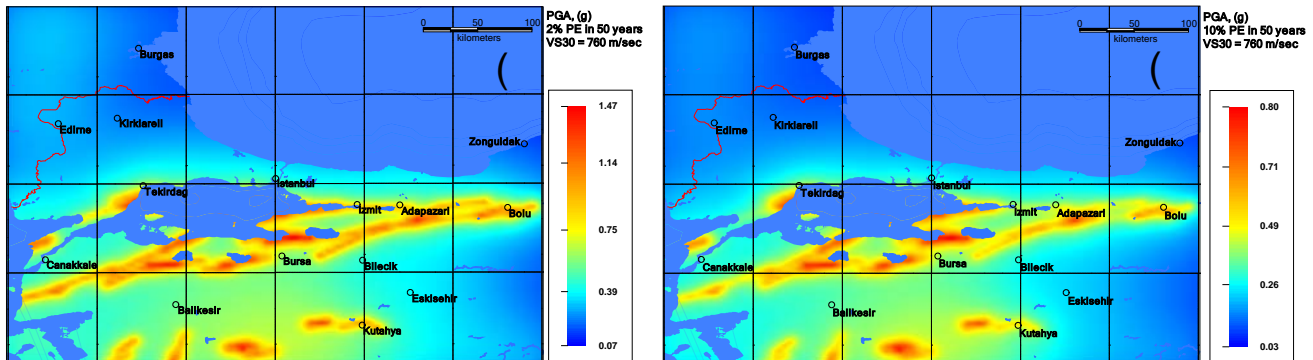 PGA, (g)
2% PE in 50 years
VS30 = 760 m/sec
0 50 100
kilometers
Burgas
(
Edirne
Kirklareli
Zonguldak
Tekirdag
Istanbul
Izmit
Adapazari
Bolu
Canakkale
Bursa
Bilecik
Eskisehir
Balikesir
Kutahya
1.47
1.14
0.75
0.39
0.07
PGA, (g)
10% PE in 50 years
VS30 = 760 m/sec
0 50 100
kilometers
Burgas
(
Edirne
Kirklareli
Zonguldak
Tekirdag
Istanbul
Izmit
Adapazari
Bolu
Canakkale
Bursa
Bilecik
Eskisehir
Balikesir
Kutahya
0.80
0.71
0.49
0.26
0.03